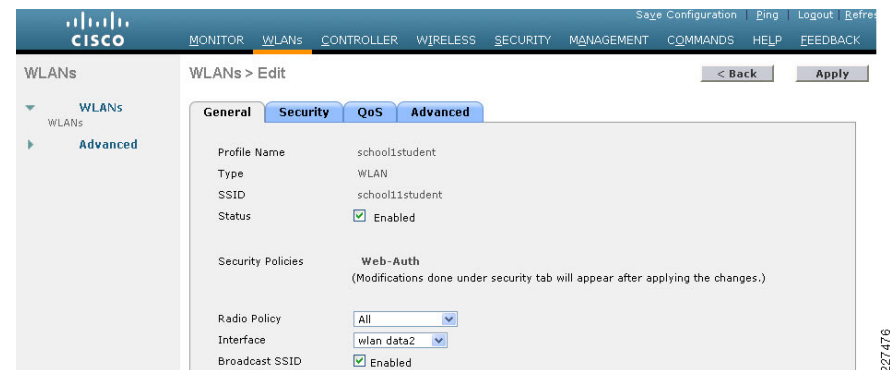 Save Configuration | Ping | Logout | Refres
CISCO MONITOR WLANs CONTROLLER WIRELESS SECURITY MANAGEMENT COMMANDS HELP FEEDBACK
WLANs
WLANs > Edit
< Back
Apply
WLANs
WLANs
Advanced
General Security QoS Advanced
Profile Name school1student
Type WLAN
SSID school11student
Status Enabled
Security Policies Web-Auth
(Modifications done under security tab will appear after applying the changes.)
Radio Policy All
Interface wlan data2
Broadcast SSID Enabled
227476